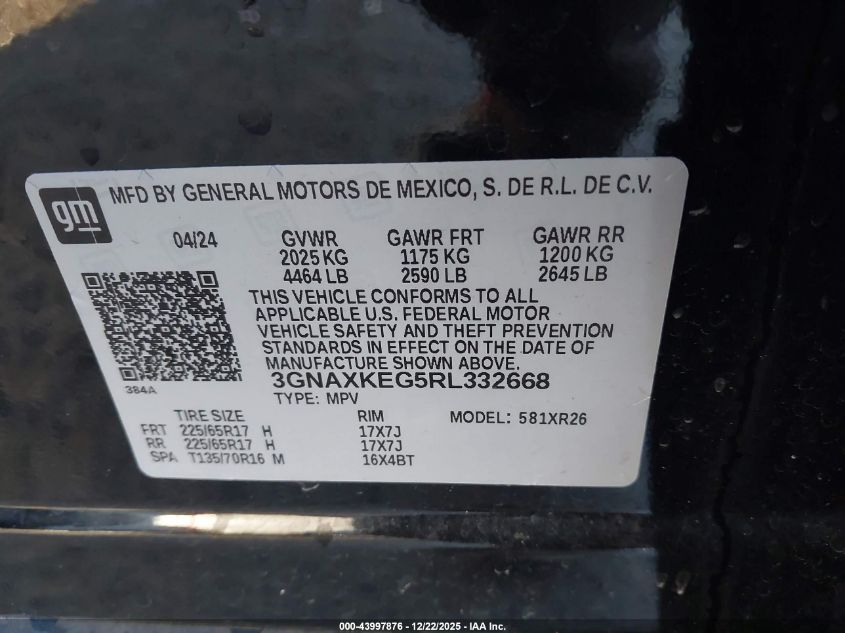 gm
MFD BY GENERAL MOTORS DE MEXICO, S. DE R.L. DE C.V.
04/24 GVWR GAWR FRT GAWR RR
2025 KG 1175 KG 1200 KG
4464 LB 2590 LB 2645 LB
THIS VEHICLE CONFORMS TO ALL
APPLICABLE U.S. FEDERAL MOTOR
VEHICLE SAFETY AND THEFT PREVENTION
STANDARDS IN EFFECT ON THE DATE OF
MANUFACTURE SHOWN ABOVE.
384A
3GNAXKEG5RL332668
TYPE: MPV
TIRE SIZE RIM MODEL: 581XR26
FRT 225/65R17 H 17X7J
RR 225/65R17 H 17X7J
SPA T135/70R16 M 16X4BT
000-43997876 - 12/22/2025 - IAA Inc.